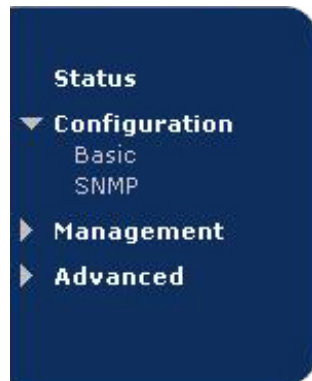 Status
Configuration
Basic
SNMP
Management
Advanced